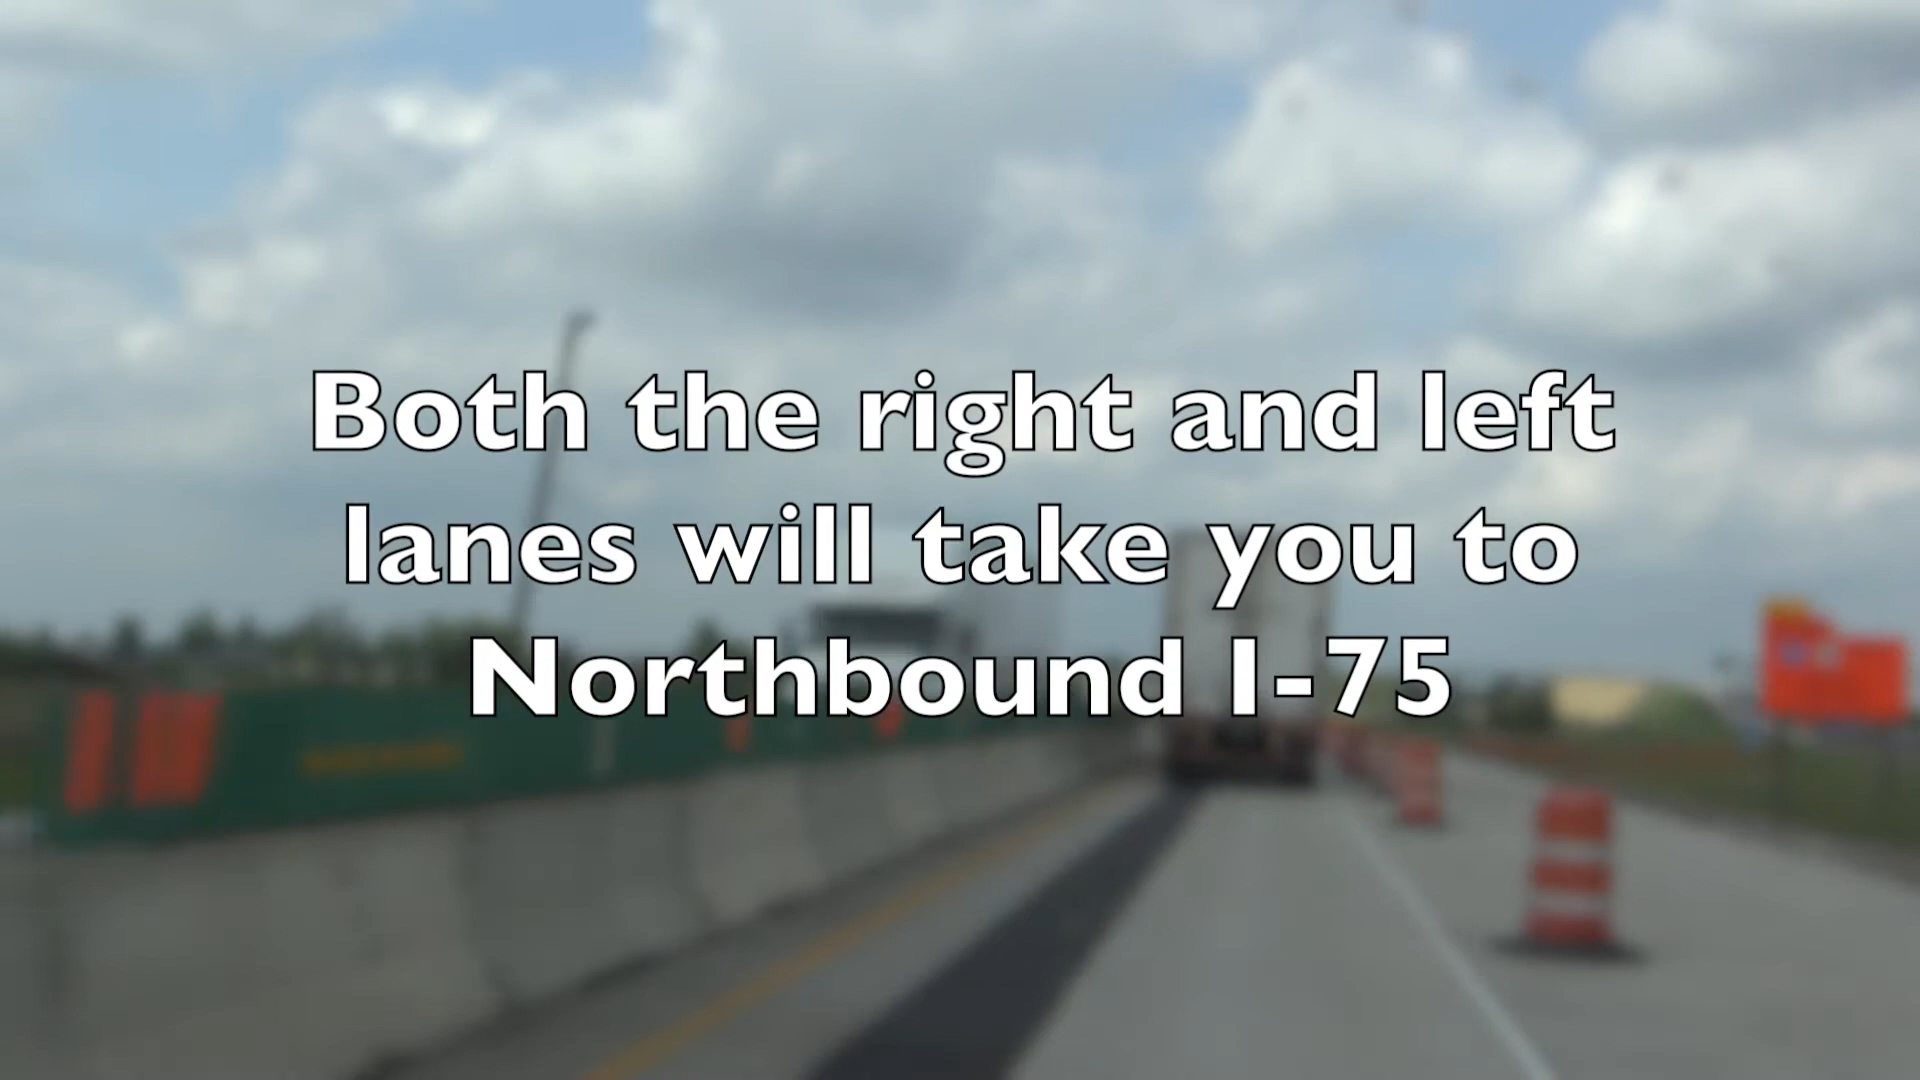 Both the right and left
lanes will take you to
Northbound I-75